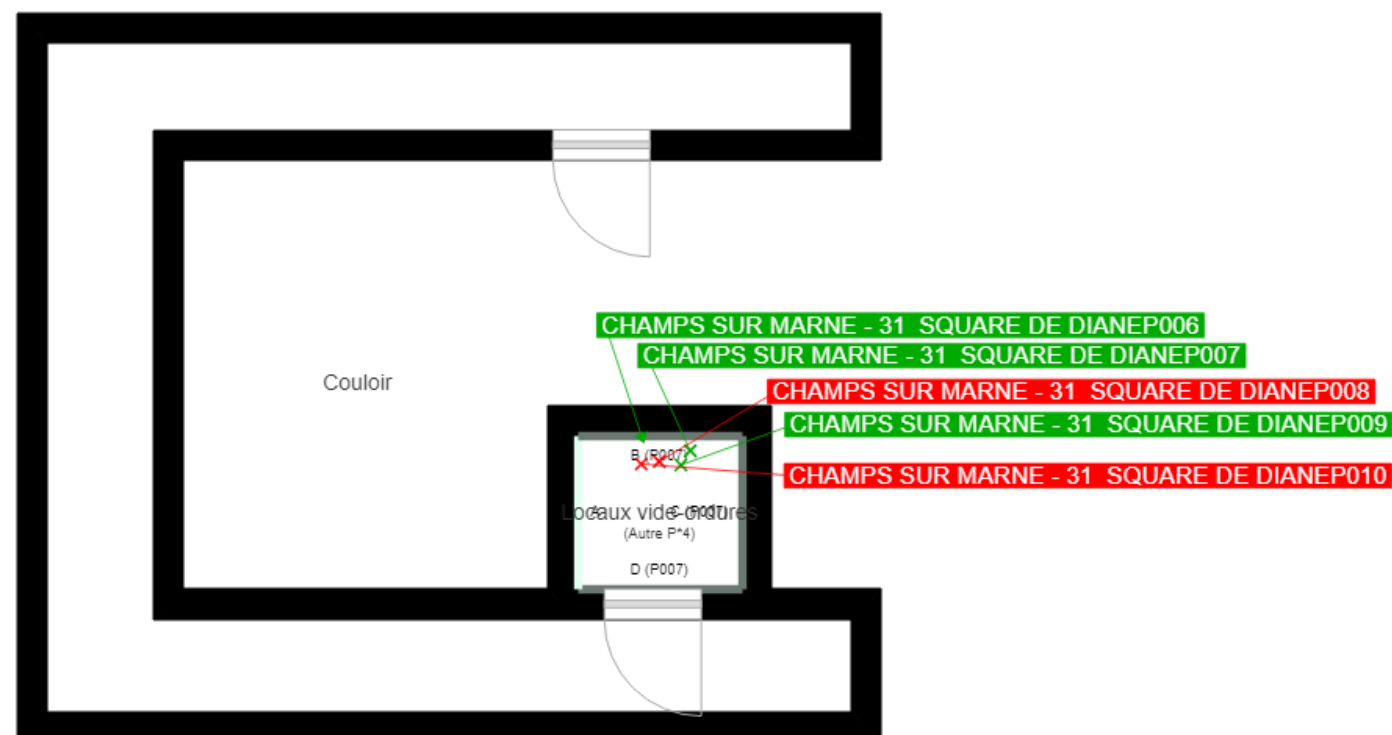 CHAMPS SUR MARNE - 31  SQUARE DE DIANEP006
CHAMPS SUR MARNE - 31  SQUARE DE DIANEP007
Couloir
CHAMPS SUR MARNE - 31  SQUARE DE DIANEP008
CHAMPS SUR MARNE - 31  SQUARE DE DIANEP009
B (P007)
CHAMPS SUR MARNE - 31  SQUARE DE DIANEP010
A
C (P007)
Locaux vide-ordures
(Autre P*4)
D (P007)